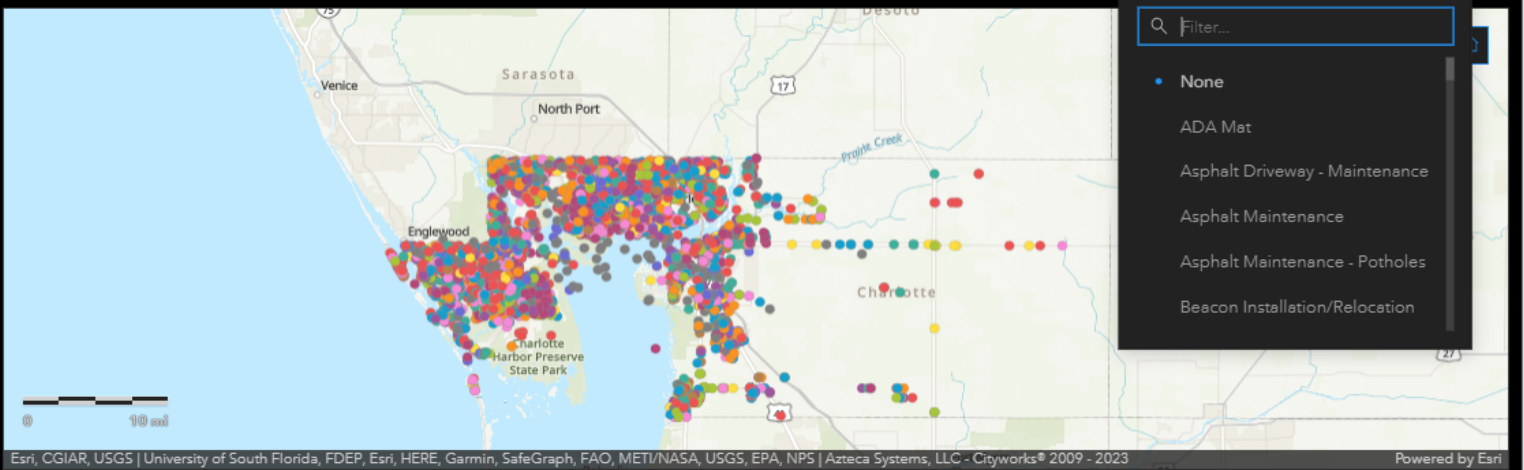 75
Desoto
Filter...
Venice
Sarasota
17
None
North Port
ADA Mat
Prairie Creek
Asphalt Driveway - Maintenance
Asphalt Maintenance
Englewood
Asphalt Maintenance - Potholes
Charlotte
Beacon Installation/Relocation
Charlotte
Harbor Preserve
State Park
27
0 10 mi
Esri, CGIAR, USGS | University of South Florida, FDEP, Esri, HERE, Garmin, SafeGraph, FAO, METI/NASA, USGS, EPA, NPS | Azteca Systems, LLC - Cityworks® 2009 - 2023
Powered by Esri